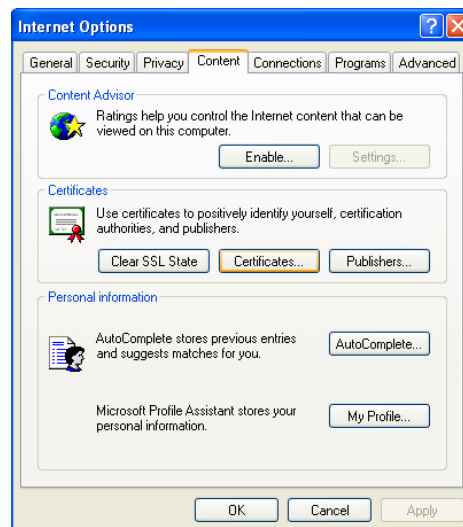 Internet Options
General Security Privacy Content Connections Programs Advanced
Content Advisor
Ratings help you control the Internet content that can be
viewed on this computer.
Enable... Settings...
Certificates
Use certificates to positively identify yourself, certification
authorities, and publishers.
Clear SSL State Certificates... Publishers...
Personal information
AutoComplete stores previous entries
and suggests matches for you.
AutoComplete...
Microsoft Profile Assistant stores your
personal information.
My Profile...
OK Cancel Apply